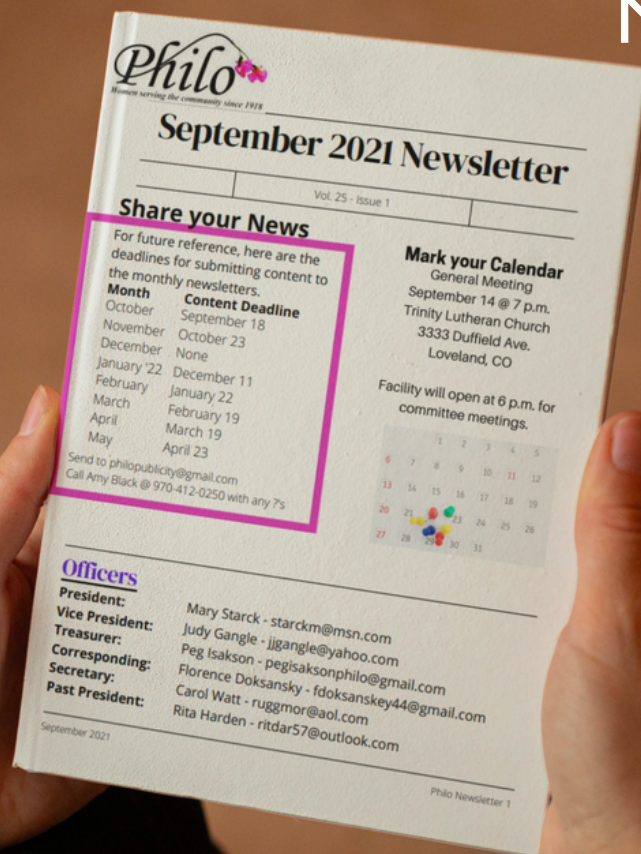 Philo
Women serving the community since 1918
September 2021 Newsletter
Vol. 25 - Issue 1
Share your News
For future reference, here are the
deadlines for submitting content to
the monthly newsletters.
Month Content Deadline
October September 18
November October 23
December None
January '22 December 11
February January 22
March February 19
April March 19
May April 23
Send to philopublicity@gmail.com
Call Amy Black @ 970-412-0250 with any ?'s
Mark your Calendar
General Meeting
September 14 @ 7 p.m.
Trinity Lutheran Church
3333 Duffield Ave.
Loveland, CO
Facility will open at 6 p.m. for
committee meetings.
1 2 3 4 5
6 7 8 9 10 11 12
13 14 15 16 17 18 19
20 21 23 24 25 26
27 28 29 30 31
Officers
President: Mary Starck - starckm@msn.com
Vice President: Judy Gangle - jjgangle@yahoo.com
Treasurer: Peg Isakson - pegisaksonphilo@gmail.com
Corresponding: Florence Doksansky - fdoksanskey44@gmail.com
Secretary: Carol Watt - ruggmor@aol.com
Past President: Rita Harden - ritdar57@outlook.com
September 2021
Philo Newsletter 1